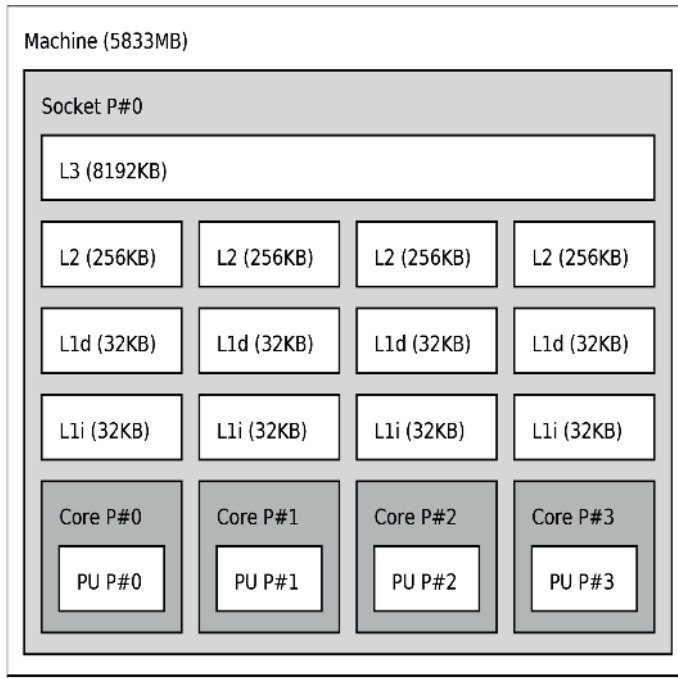 Machine (5833MB)
Socket P#0
L3 (8192KB)
L2 (256KB) L2 (256KB) L2 (256KB) L2 (256KB)
L1d (32KB) L1d (32KB) L1d (32KB) L1d (32KB)
L1i (32KB) L1i (32KB) L1i (32KB) L1i (32KB)
Core P#0 Core P#1 Core P#2 Core P#3
PU P#0 PU P#1 PU P#2 PU P#3